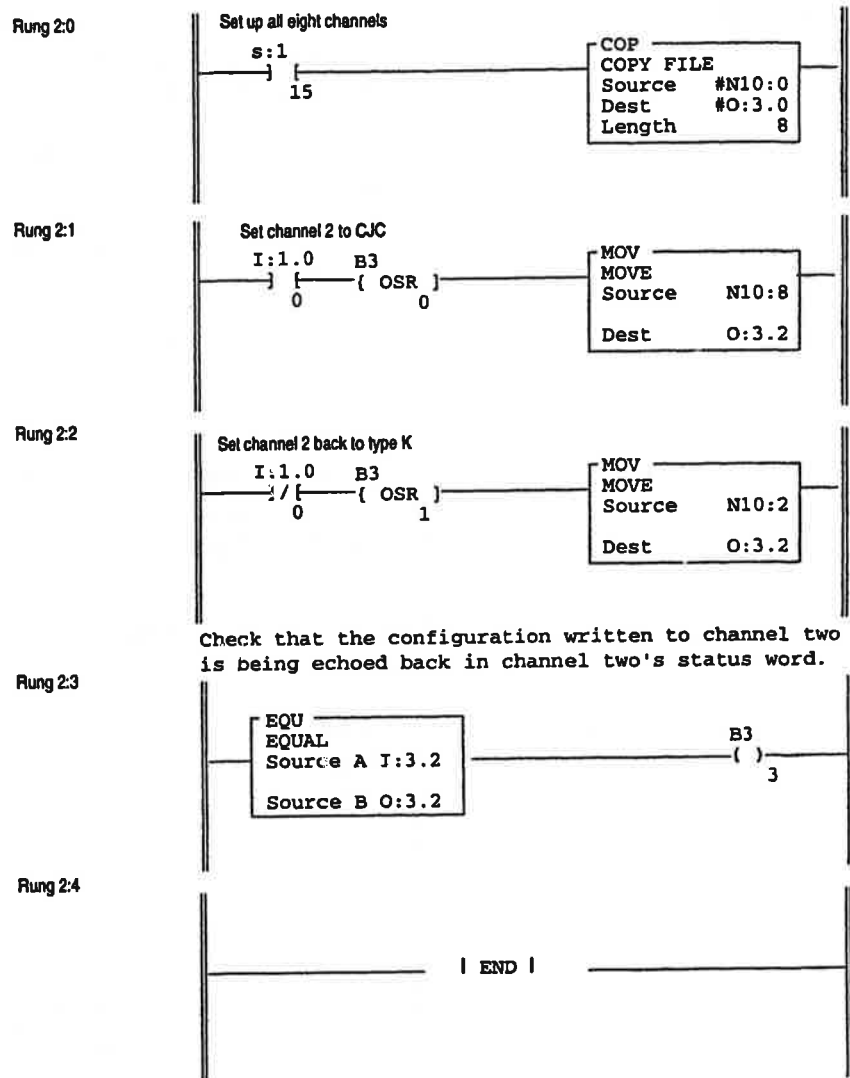 Rung 2:0
Set up all eight channels
s:1
] [
15
COP
COPY FILE
Source #N10:0
Dest #O:3.0
Length 8
Rung 2:1
Set channel 2 to CJC
I:1.0 B3
] [ [ OSR ]
0 0
MOV
MOVE
Source N10:8
Dest O:3.2
Rung 2:2
Set channel 2 back to type K
I:1.0 B3
]/[ [ OSR ]
0 1
MOV
MOVE
Source N10:2
Dest O:3.2
Check that the configuration written to channel two
is being echoed back in channel two's status word.
Rung 2:3
EQU
EQUAL
Source A I:3.2
Source B O:3.2
B3
( )
3
Rung 2:4
| END |